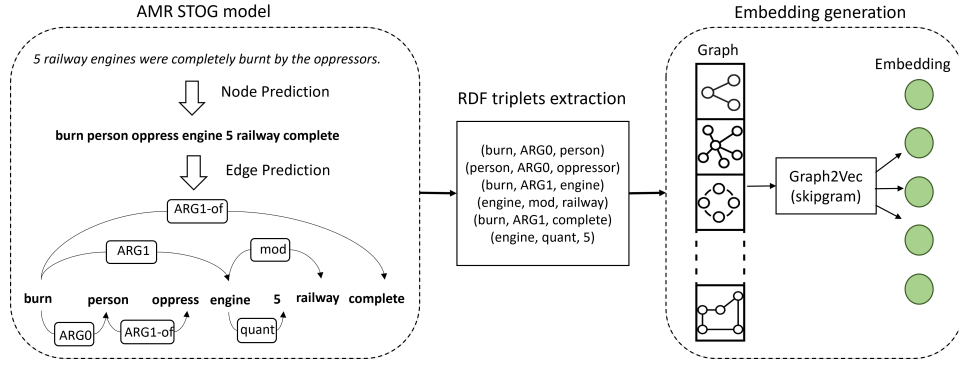 AMR STOG model
5 railway engines were completely burnt by the oppressors.
Node Prediction
burn person oppress engine 5 railway complete
Edge Prediction
ARG1-of
ARG1
mod
burn person oppress engine 5 railway complete
ARG0
ARG1-of
quant
RDF triplets extraction
(burn, ARG0, person)
(person, ARG0, oppressor)
(burn, ARG1, engine)
(engine, mod, railway)
(burn, ARG1, complete)
(engine, quant, 5)
Embedding generation
Graph
Embedding
Graph2Vec
(skipgram)